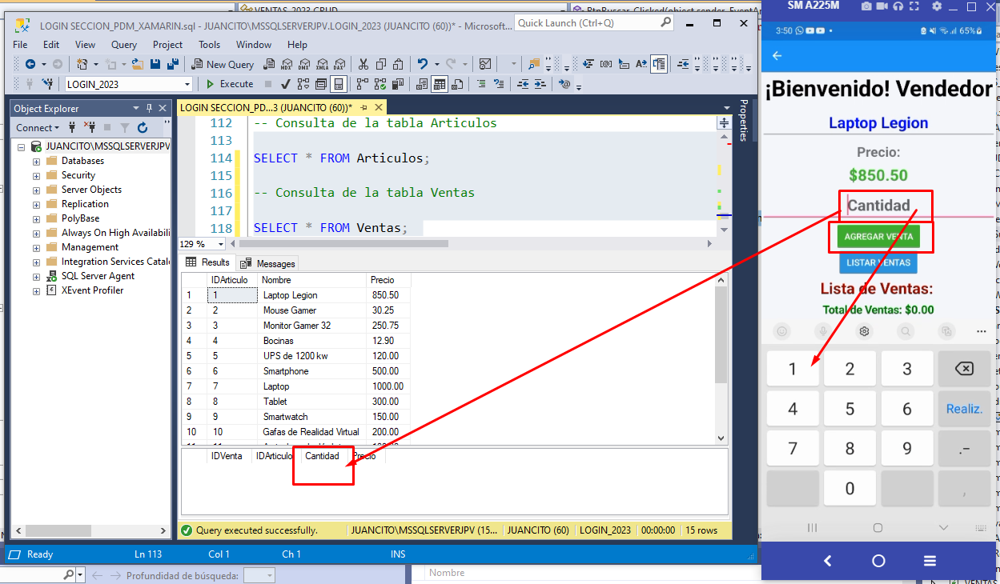 VENTAS_2023 CRUD
BtnBuscar_Clicked(object sender, EventAr
LOGIN SECCION_PDM_XAMARIN.sql - JUANCITO\MSSQLSERVERJPV.LOGIN_2023 (JUANCITO (60))* - Microsoft...
Quick Launch (Ctrl+Q)
File Edit View Query Project Tools Window Help
New Query
MDX DMX XMLA DAX
LOGIN_2023
Execute
Object Explorer
Connect
JUANCITO\MSSQLSERVERJPV
Databases
Security
Server Objects
Replication
PolyBase
Always On High Availabili
Management
Integration Services Catal
SQL Server Agent
XEvent Profiler
LOGIN SECCION_PD...3 (JUANCITO (60))*
Properties
112 -- Consulta de la tabla Articulos
113
114 SELECT * FROM Articulos;
115
116 -- Consulta de la tabla Ventas
117
118 SELECT * FROM Ventas;
129 %
Results Messages
IDArticulo Nombre Precio
1 1 Laptop Legion 850.50
2 2 Mouse Gamer 30.25
3 3 Monitor Gamer 32 250.75
4 4 Bocinas 12.90
5 5 UPS de 1200 kw 120.00
6 6 Smartphone 500.00
7 7 Laptop 1000.00
8 8 Tablet 300.00
9 9 Smartwatch 150.00
10 10 Gafas de Realidad Virtual 200.00
IDVenta IDArticulo Cantidad Precio
Query executed successfully. JUANCITO\MSSQLSERVERJPV (15... JUANCITO (60) LOGIN_2023 00:00:00 15 rows
Ready Ln 113 Col 1 Ch 1 INS
Profundidad de búsqueda:
Nombre
SM A225M
3:50 65%
¡Bienvenido! Vendedor
Laptop Legion
Precio:
$850.50
Cantidad
AGREGAR VENTA
LISTAR VENTAS
Lista de Ventas:
Total de Ventas: $0.00
1 2 3
4 5 6 Realiz.
7 8 9 .-
0 ,
VENTAS